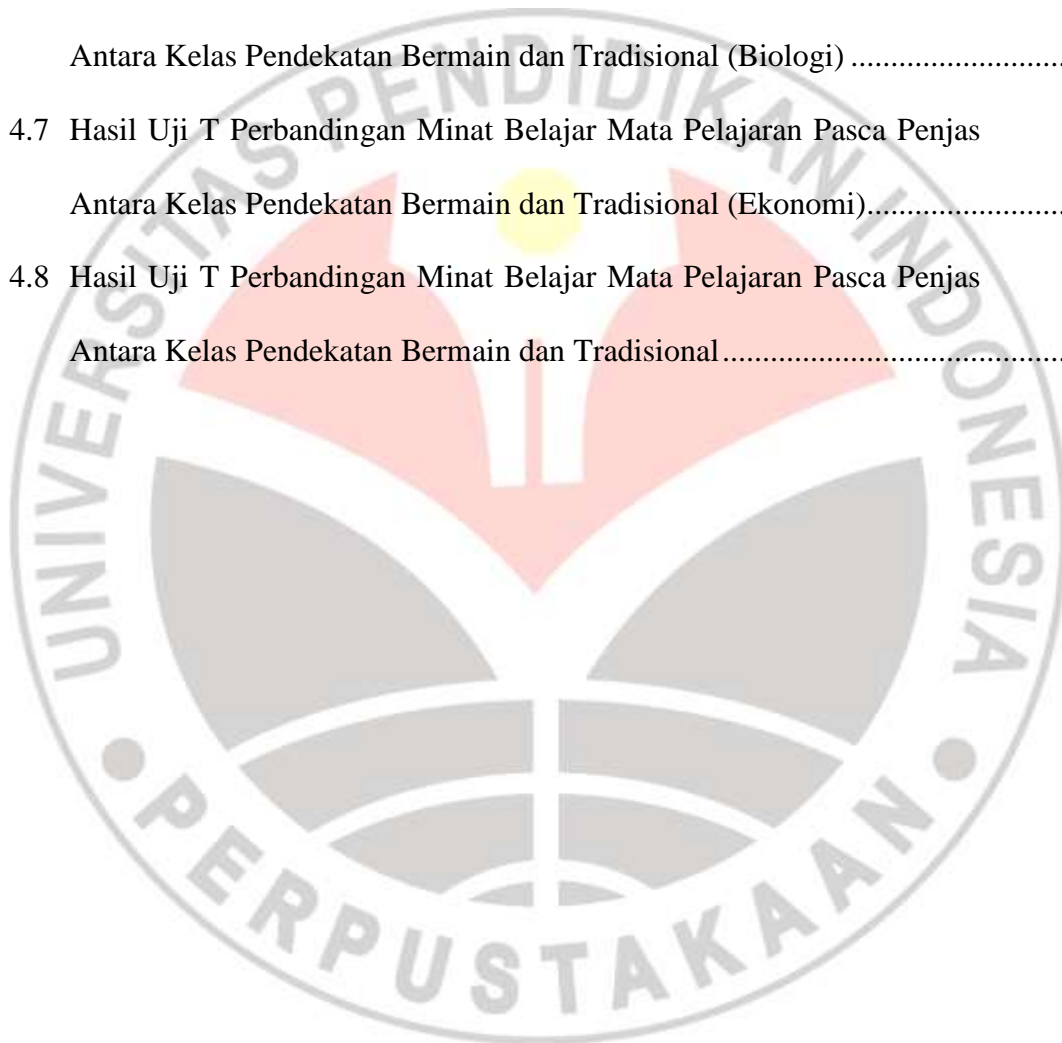 Antara Kelas Pendekatan Bermain dan Tradisional (Biologi) ..........................
4.7 Hasil Uji T Perbandingan Minat Belajar Mata Pelajaran Pasca Penjas
Antara Kelas Pendekatan Bermain dan Tradisional (Ekonomi)........................
4.8 Hasil Uji T Perbandingan Minat Belajar Mata Pelajaran Pasca Penjas
Antara Kelas Pendekatan Bermain dan Tradisional..........................................
UNIVERSITAS PENDIDIKAN INDONESIA
PERPUSTAKAAN